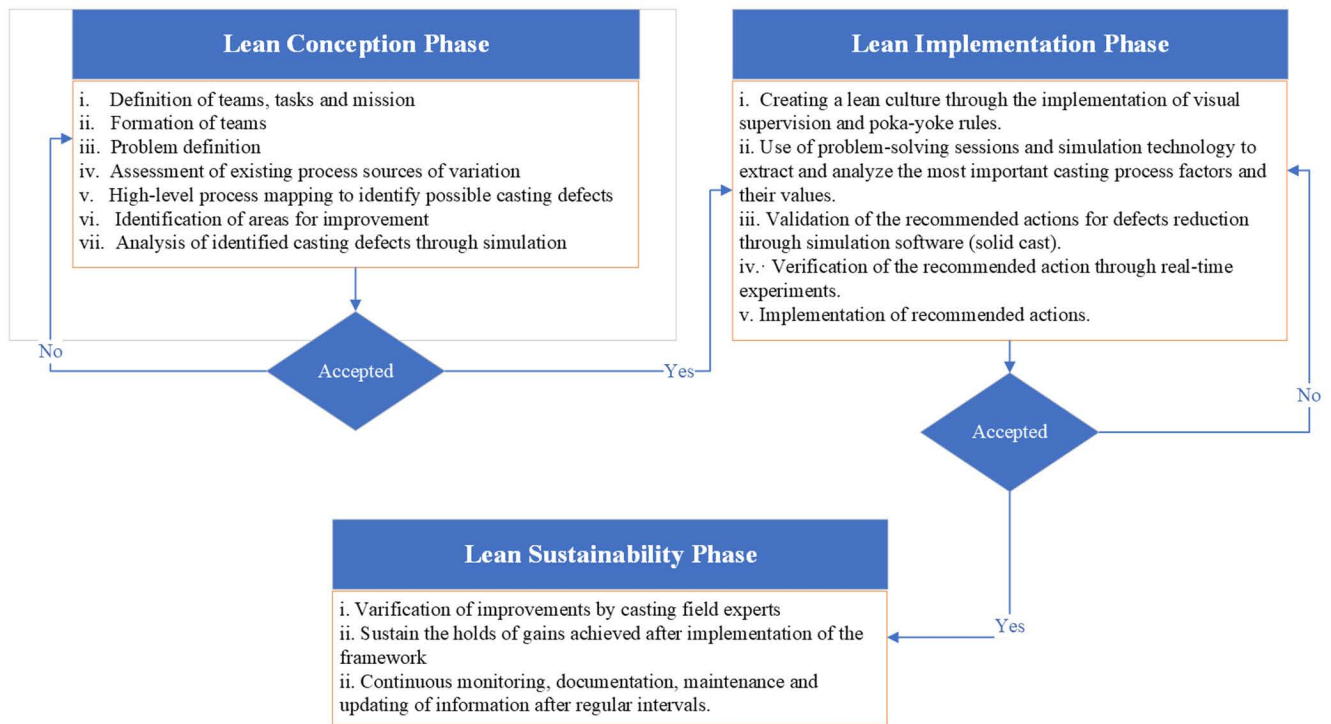 Lean Conception Phase
i. Definition of teams, tasks and mission
ii. Formation of teams
iii. Problem definition
iv. Assessment of existing process sources of variation
v. High-level process mapping to identify possible casting defects
vi. Identification of areas for improvement
vii. Analysis of identified casting defects through simulation
No
Accepted
Yes
Lean Implementation Phase
i. Creating a lean culture through the implementation of visual
supervision and poka-yoke rules.
ii. Use of problem-solving sessions and simulation technology to
extract and analyze the most important casting process factors and
their values.
iii. Validation of the recommended actions for defects reduction
through simulation software (solid cast).
iv.· Verification of the recommended action through real-time
experiments.
v. Implementation of recommended actions.
No
Accepted
Yes
Lean Sustainability Phase
i. Varification of improvements by casting field experts
ii. Sustain the holds of gains achieved after implementation of the
framework
ii. Continuous monitoring, documentation, maintenance and
updating of information after regular intervals.